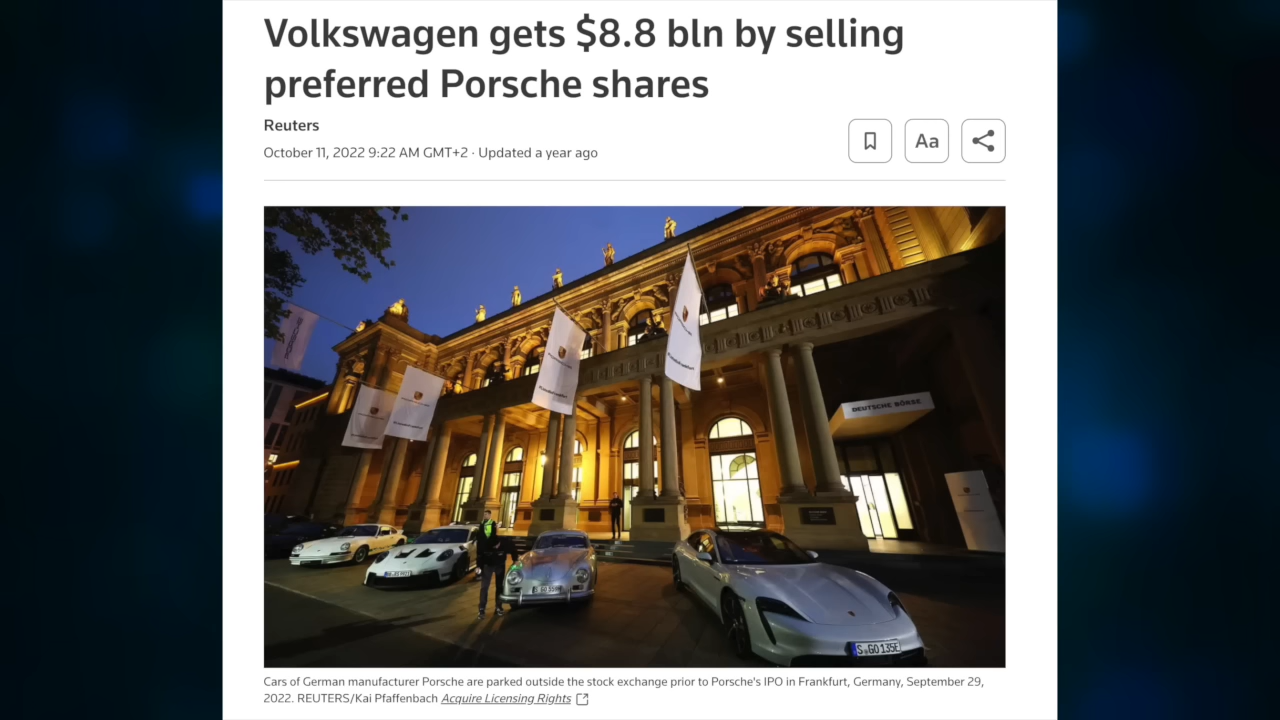 Volkswagen gets $8.8 bln by selling
preferred Porsche shares
Reuters
October 11, 2022 9:22 AM GMT+2 · Updated a year ago
Aa
DEUTSCHE BÖRSE
S GO 135E
Cars of German manufacturer Porsche are parked outside the stock exchange prior to Porsche's IPO in Frankfurt, Germany, September 29,
2022. REUTERS/Kai Pfaffenbach Acquire Licensing Rights